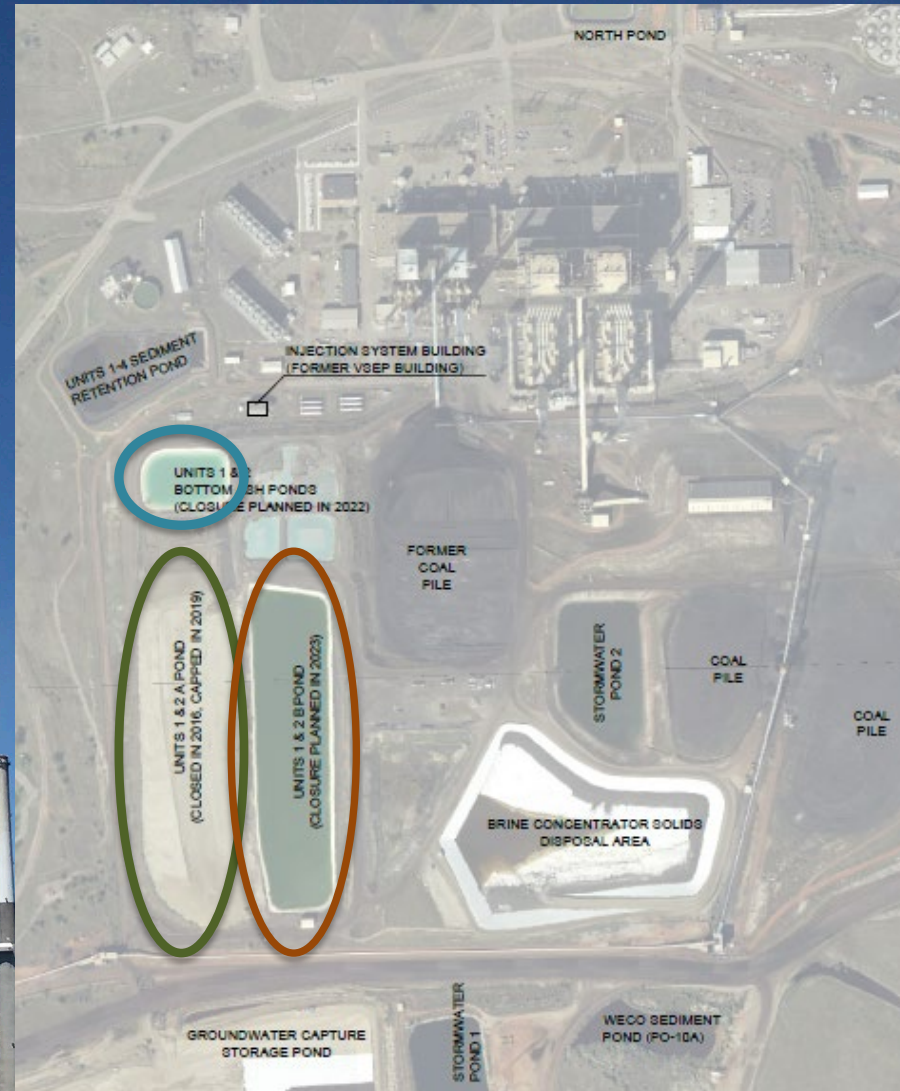 NORTH POND
INJECTION SYSTEM BUILDING
(FORMER VSEP BUILDING)
UNITS 1-4 SEDIMENT
RETENTION POND
UNITS 1 & 2
BOTTOM ASH PONDS
(CLOSURE PLANNED IN 2022)
FORMER
COAL
PILE
UNITS 1 & 2 A POND
(CLOSED IN 2016, CAPPED IN 2019)
UNITS 1 & 2 B POND
(CLOSURE PLANNED IN 2023)
STORMWATER
POND 2
COAL
PILE
COAL
PILE
BRINE CONCENTRATOR SOLIDS
DISPOSAL AREA
GROUNDWATER CAPTURE
STORAGE POND
STORMWATER
POND 1
WECO SEDIMENT
POND (PO-10A)